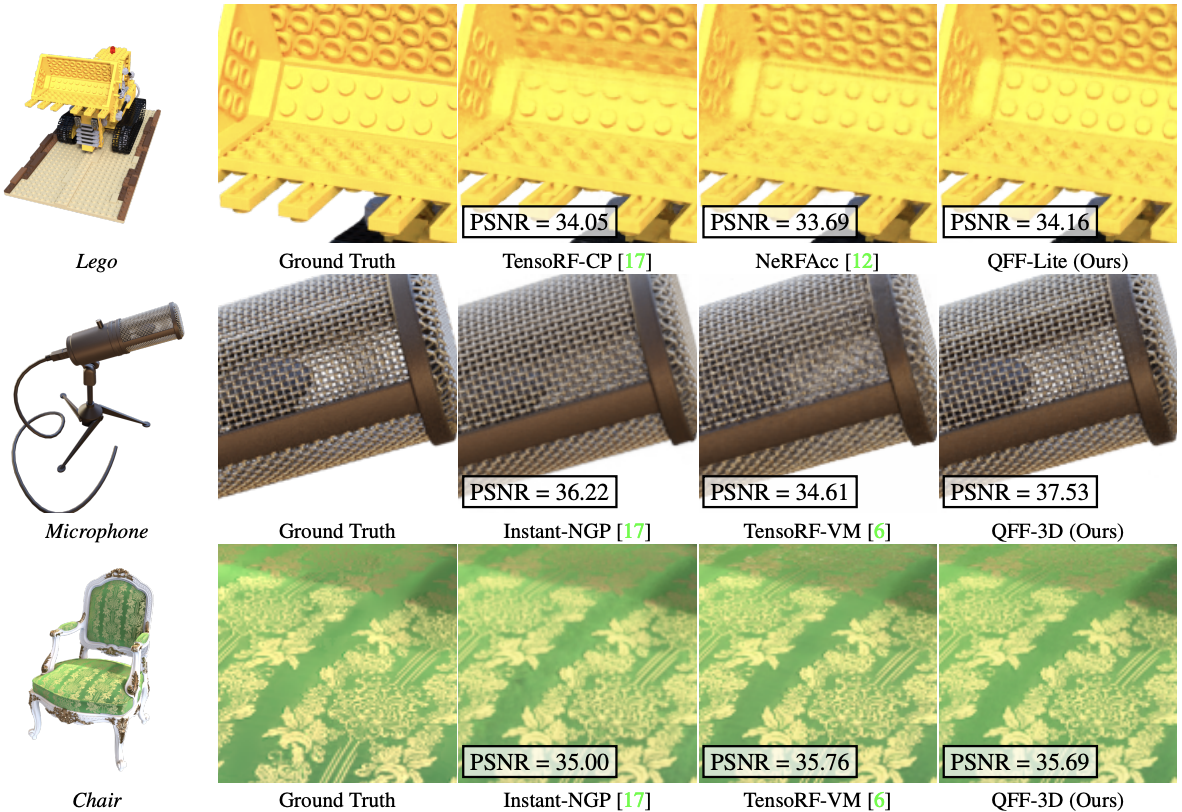 PSNR = 34.05
PSNR = 33.69
PSNR = 34.16
Lego
Ground Truth
TensoRF-CP [17]
NeRFAcc [12]
QFF-Lite (Ours)
PSNR = 36.22
PSNR = 34.61
PSNR = 37.53
Microphone
Ground Truth
Instant-NGP [17]
TensoRF-VM [6]
QFF-3D (Ours)
PSNR = 35.00
PSNR = 35.76
PSNR = 35.69
Chair
Ground Truth
Instant-NGP [17]
TensoRF-VM [6]
QFF-3D (Ours)